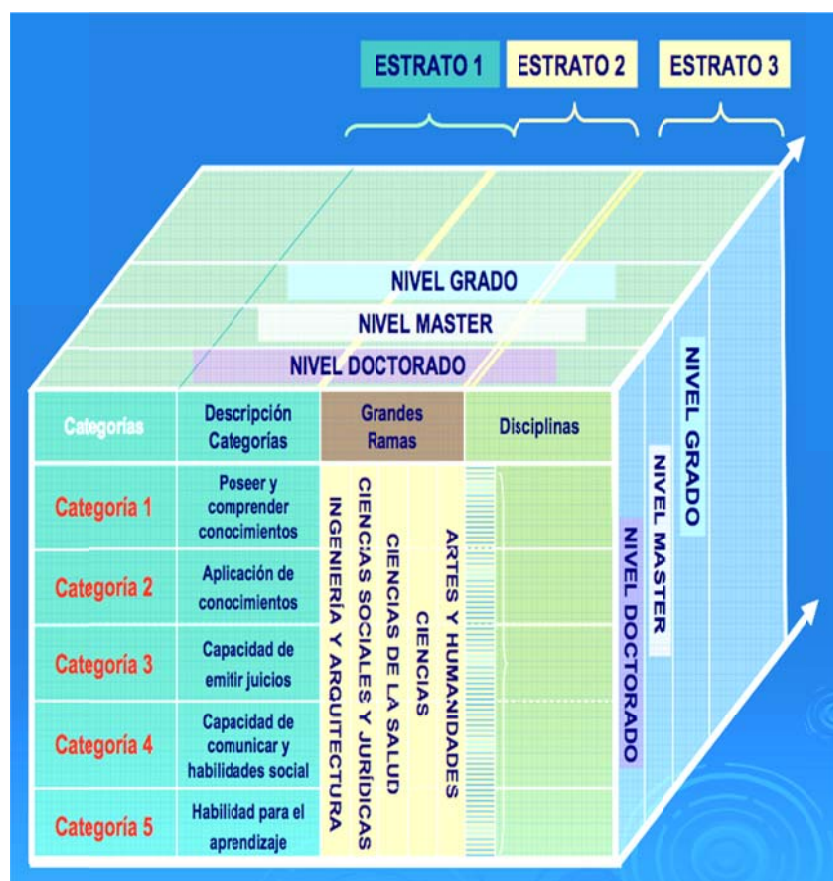 ESTRATO 1
ESTRATO 2
ESTRATO 3
NIVEL GRADO
NIVEL MASTER
NIVEL DOCTORADO
Categorías
Descripción
Categorías
Grandes
Ramas
Disciplinas
Categoría 1
Poseer y
comprender
conocimientos
Categoría 2
Aplicación de
conocimientos
Categoría 3
Capacidad de
emitir juicios
Categoría 4
Capacidad de
comunicar y
habilidades social
Categoría 5
Habilidad para el
aprendizaje
INGENIERÍA Y ARQUITECTURA
CIENCIAS SOCIALES Y JURÍDICAS
CIENCIAS DE LA SALUD
CIENCIAS
ARTES Y HUMANIDADES
NIVEL DOCTORADO
NIVEL MASTER
NIVEL GRADO